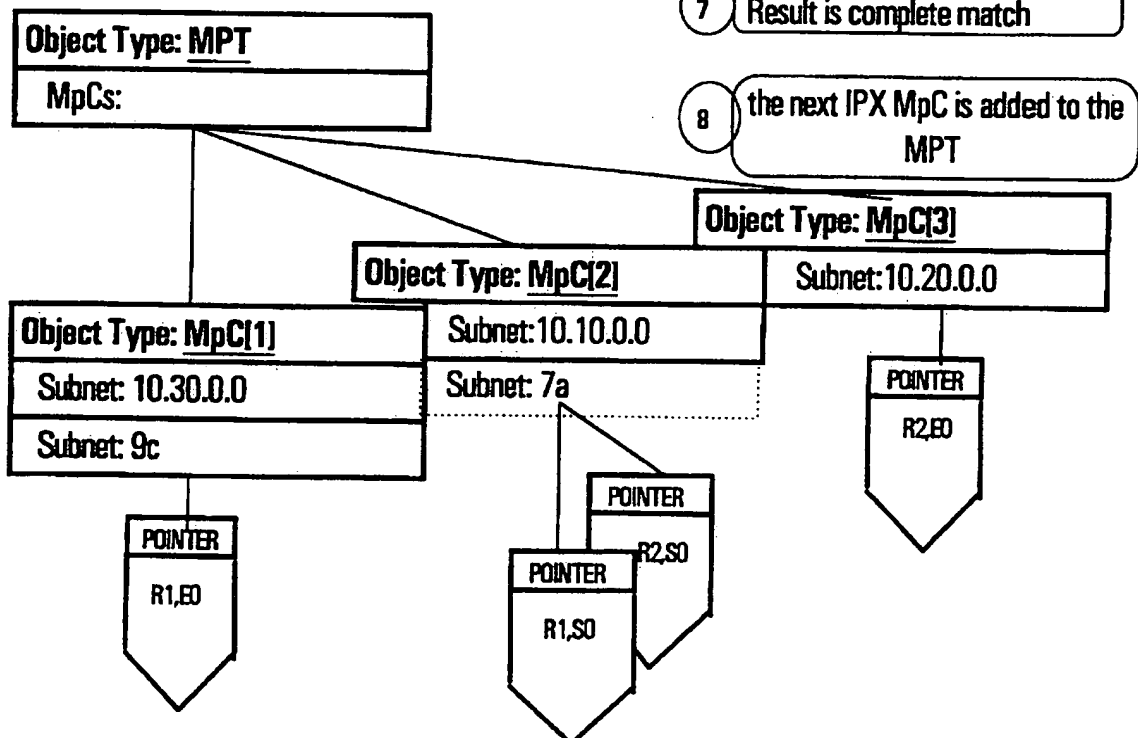 7 Result is complete match
Object Type: MPT
MpCs:
8 the next IPX MpC is added to the
MPT
Object Type: MpC[3]
Subnet:10.20.0.0
Object Type: MpC[2]
Subnet:10.10.0.0
Subnet: 7a
Object Type: MpC[1]
Subnet: 10.30.0.0
Subnet: 9c
POINTER
R2,E0
POINTER
R2,S0
POINTER
R1,E0
POINTER
R1,S0